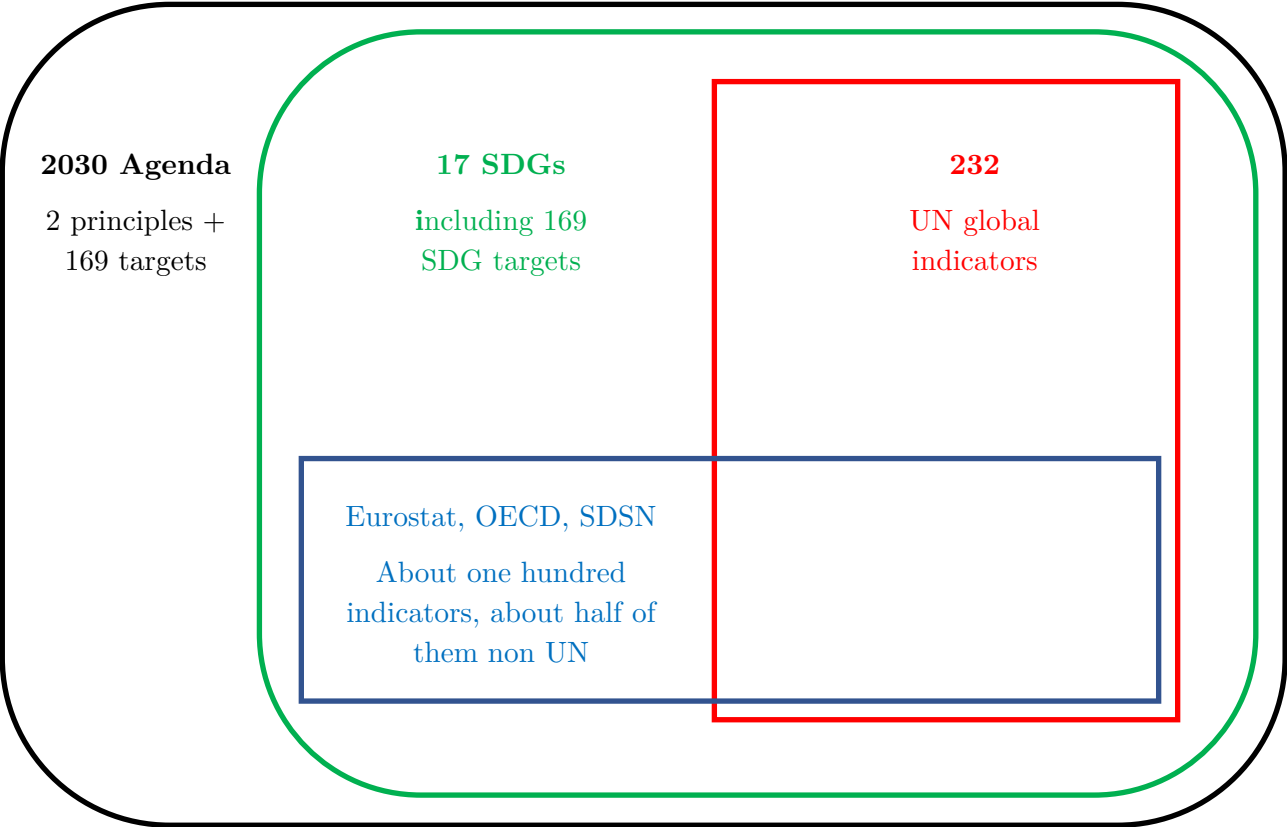 2030 Agenda
2 principles +
169 targets
17 SDGs
including 169
SDG targets
232
UN global
indicators
Eurostat, OECD, SDSN
About one hundred
indicators, about half of
them non UN